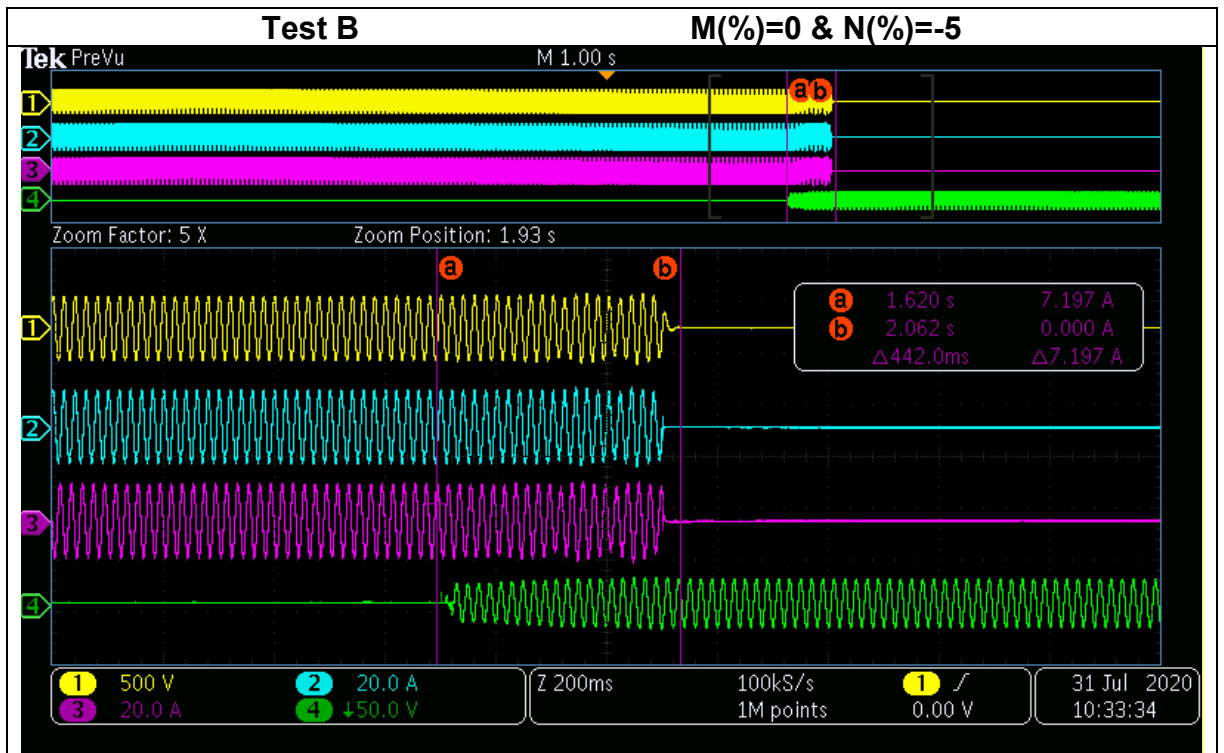 Test B M(%)=0 & N(%)=-5
Tek PreVu M 1.00 s
1
a b
2
3
4
Zoom Factor: 5 X Zoom Position: 1.93 s
a b
a 1.620 s 7.197 A
1
b 2.062 s 0.000 A
△442.0ms △7.197 A
2
3
4
1 500 V 2 20.0 A Z 200ms 100kS/s 1 31 Jul 2020
3 20.0 A 4 ↓50.0 V 1M points 0.00 V 10:33:34